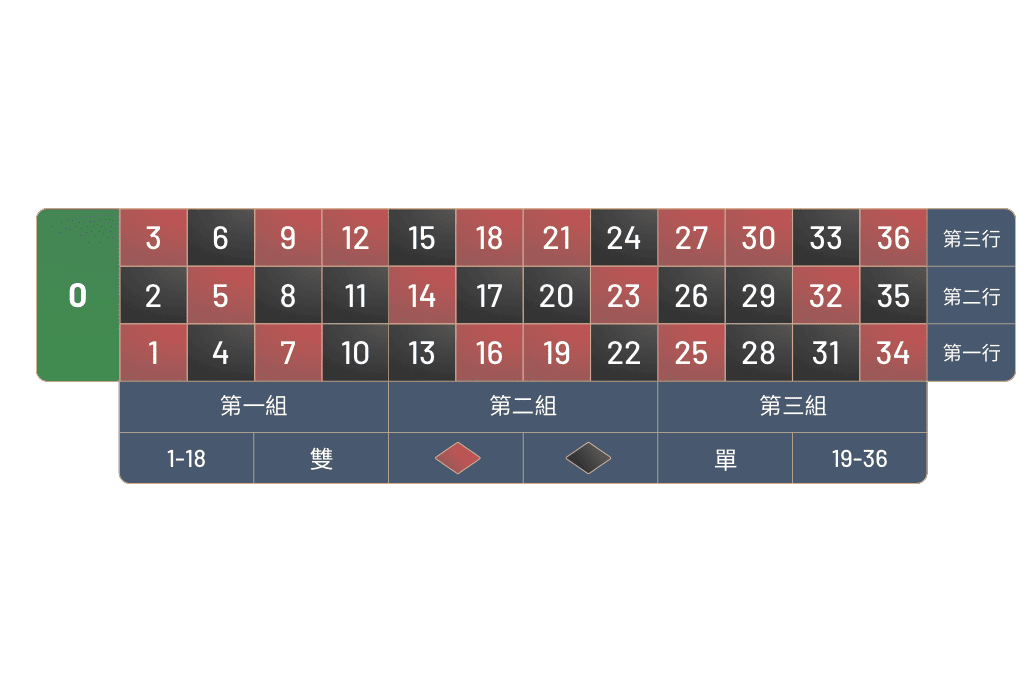 3 6 9 12 15 18 21 24 27 30 33 36 第三行
0 2 5 8 11 14 17 20 23 26 29 32 35 第二行
1 4 7 10 13 16 19 22 25 28 31 34 第一行
第一組 第二組 第三組
1-18 雙 單 19-36